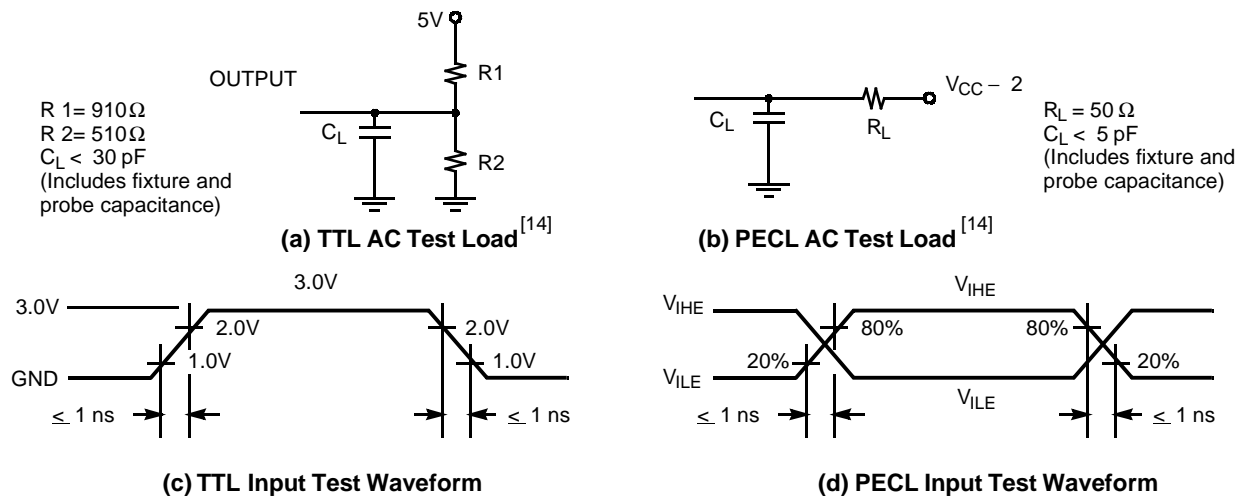 5V
R1
OUTPUT
R 1= 910Ω
R 2= 510Ω
C_L < 30 pF
(Includes fixture and
probe capacitance)
C_L
R2
(a) TTL AC Test Load [14]
V_CC − 2
C_L
R_L
R_L = 50 Ω
C_L < 5 pF
(Includes fixture and
probe capacitance)
(b) PECL AC Test Load [14]
3.0V
3.0V
2.0V
2.0V
1.0V
1.0V
GND
≤ 1 ns
≤ 1 ns
(c) TTL Input Test Waveform
V_IHE
V_IHE
80%
80%
20%
20%
V_ILE
V_ILE
≤ 1 ns
≤ 1 ns
(d) PECL Input Test Waveform